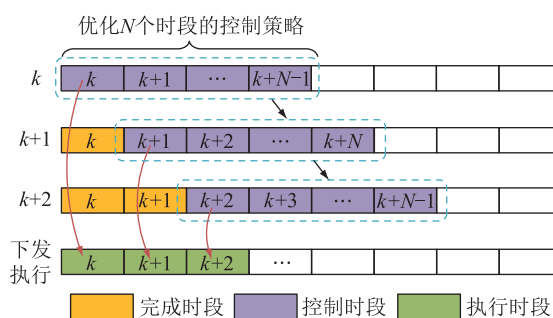 优化N个时段的控制策略
k k k+1 ··· k+N−1
k+1 k k+1 k+2 ··· k+N
k+2 k k+1 k+2 k+3 ··· k+N−1
下发
执行 k k+1 k+2 ···
完成时段 控制时段 执行时段